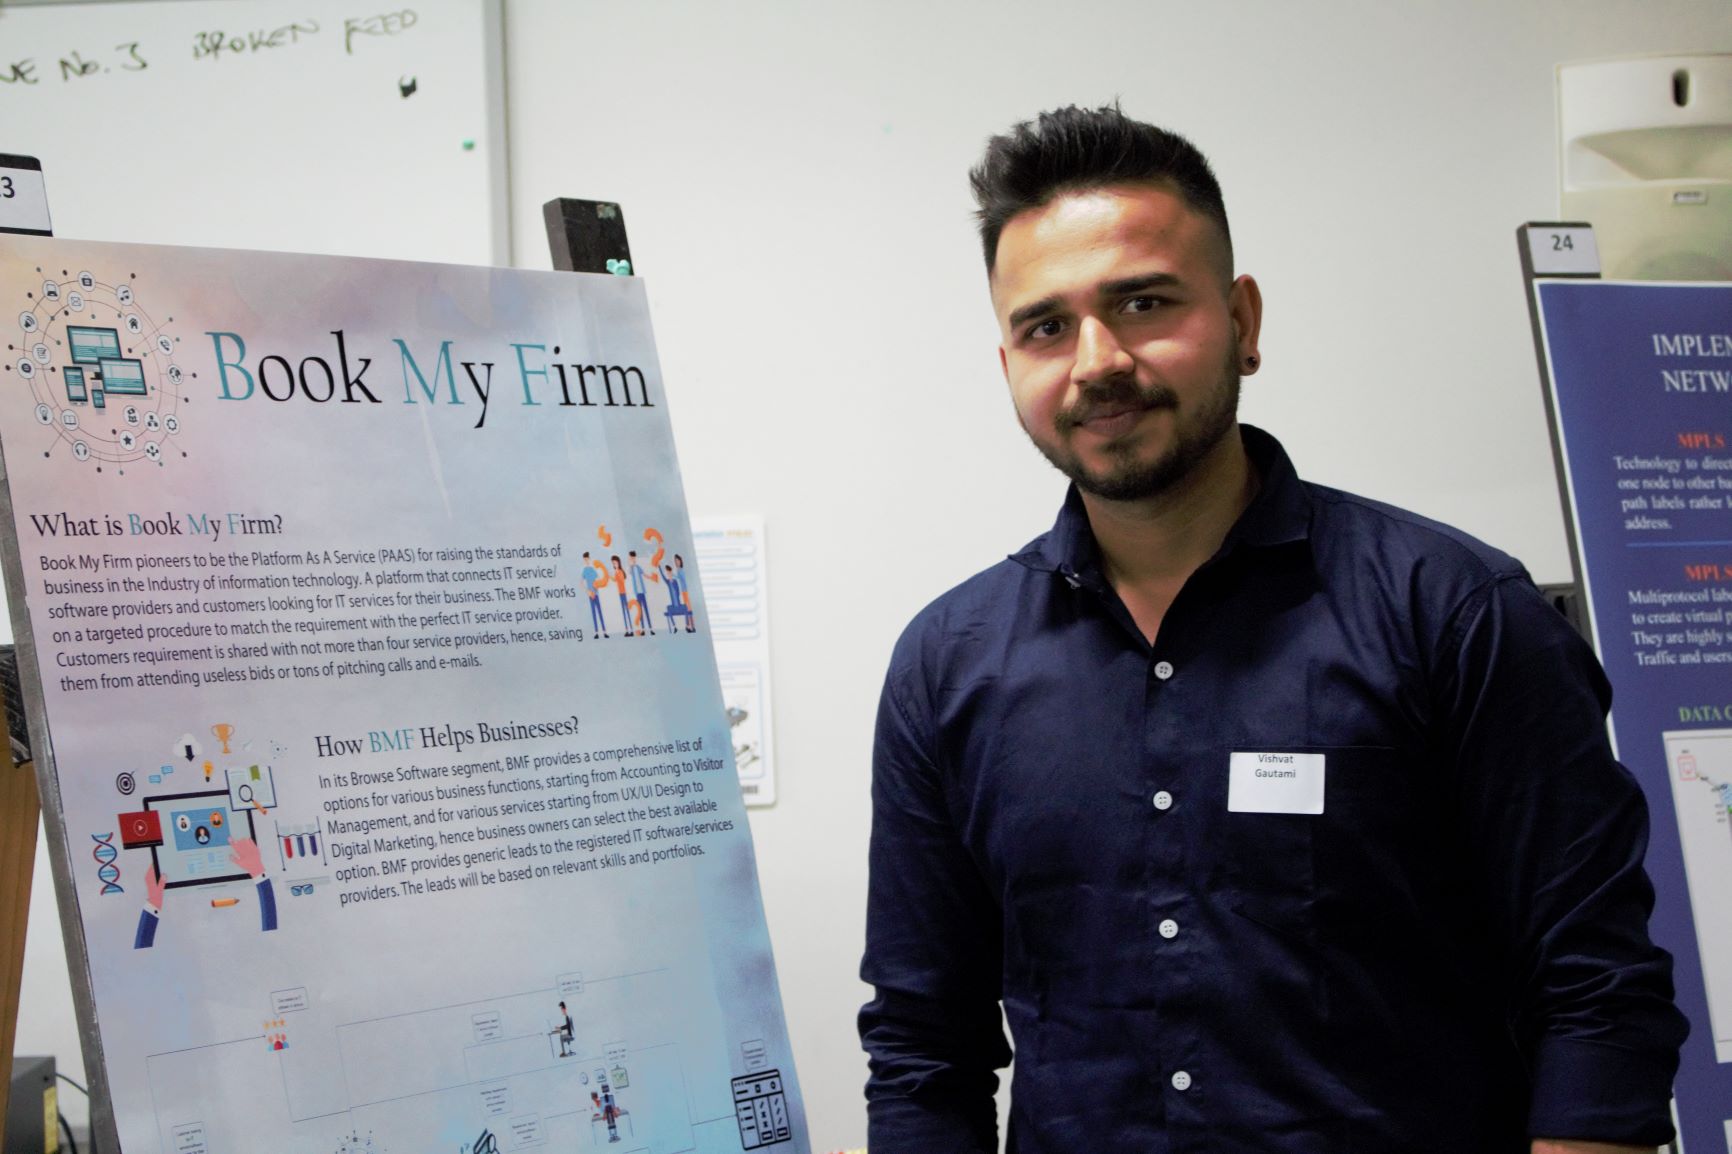 UE No. 3 BROKEN FEED
24
Book My Firm
What is Book My Firm?
Book My Firm pioneers to be the Platform As A Service (PAAS) for raising the standards of
business in the Industry of information technology. A platform that connects IT service/
software providers and customers looking for IT services for their business. The BMF works
on a targeted procedure to match the requirement with the perfect IT service provider.
Customers requirement is shared with not more than four service providers, hence, saving
them from attending useless bids or tons of pitching calls and e-mails.
How BMF Helps Businesses?
In its Browse Software segment, BMF provides a comprehensive list of
options for various business functions, starting from Accounting to Visitor
Management, and for various services starting from UX/UI Design to
Digital Marketing, hence business owners can select the best available
option. BMF provides generic leads to the registered IT software/services
providers. The leads will be based on relevant skills and portfolios.
Vishvat
Gautami
IMPLEM
NETW
MPLS
Technology to direct
one node to other ba
path labels rather
address.
MPLS
Multiprotocol labe
to create virtual p
They are highly
Traffic and users
DATA